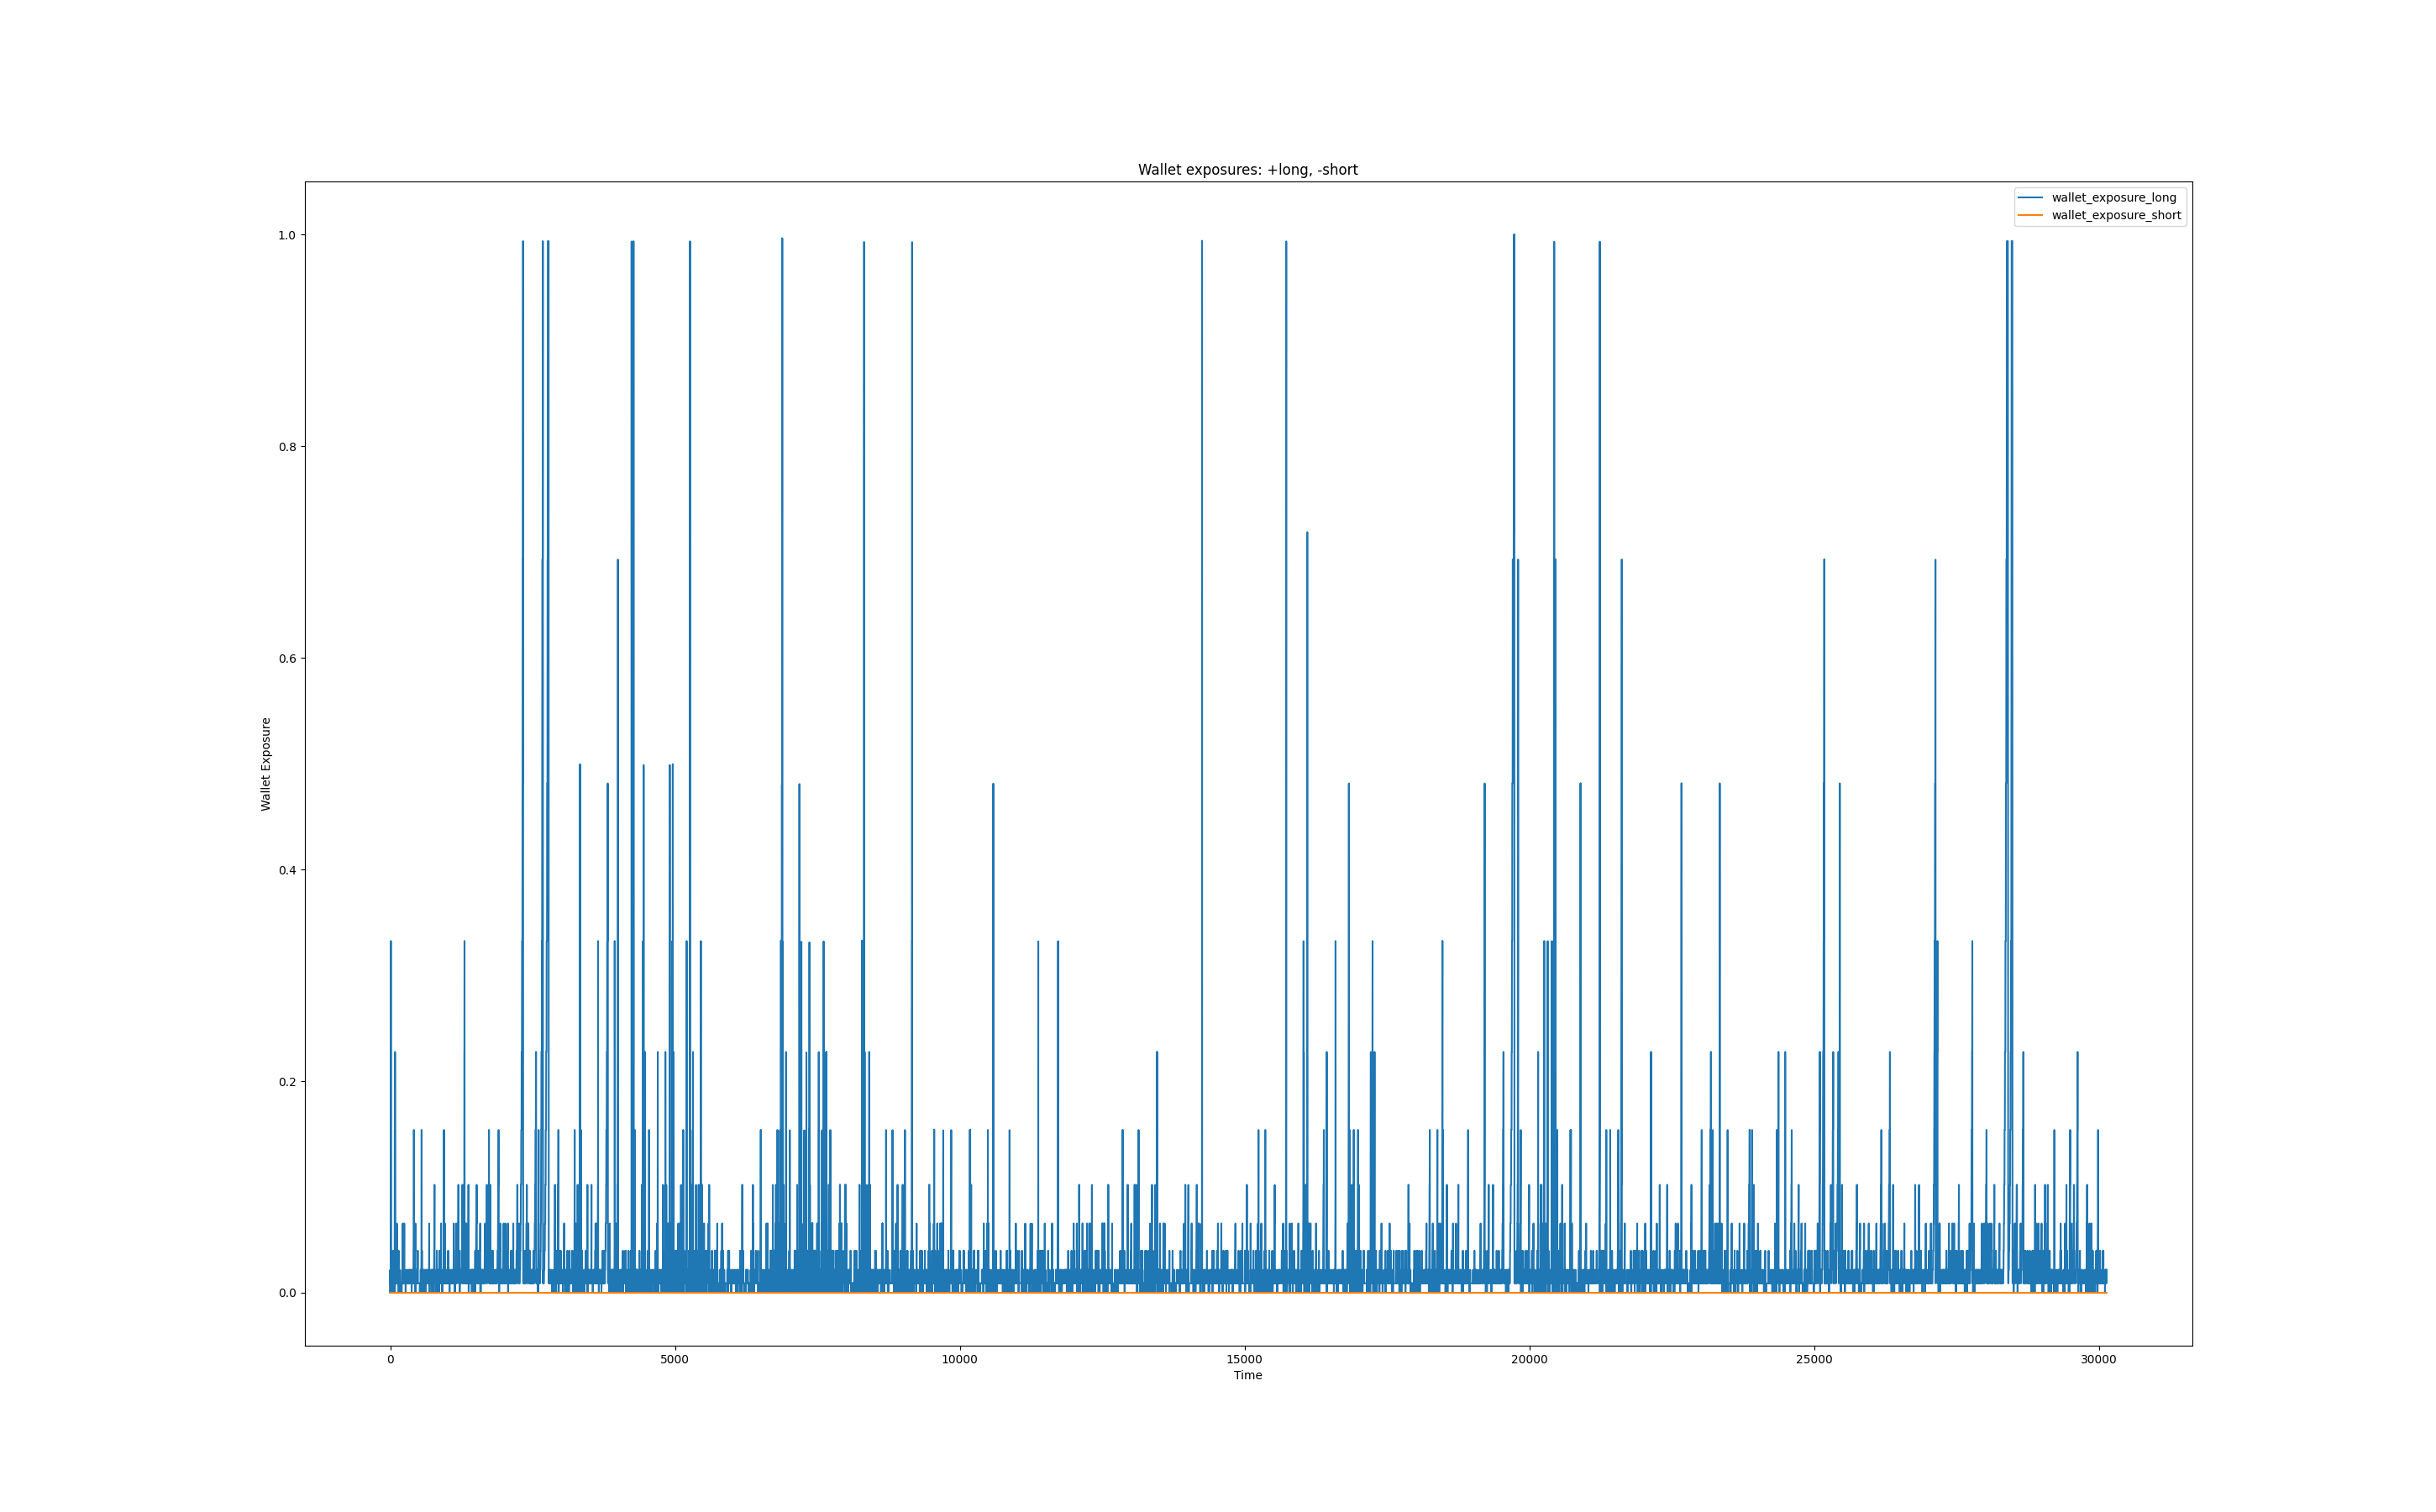 Wallet exposures: +long, -short
wallet_exposure_long
wallet_exposure_short
1.0
0.8
0.6
0.4
0.2
0.0
Wallet Exposure
0 5000 10000 15000 20000 25000 30000
Time